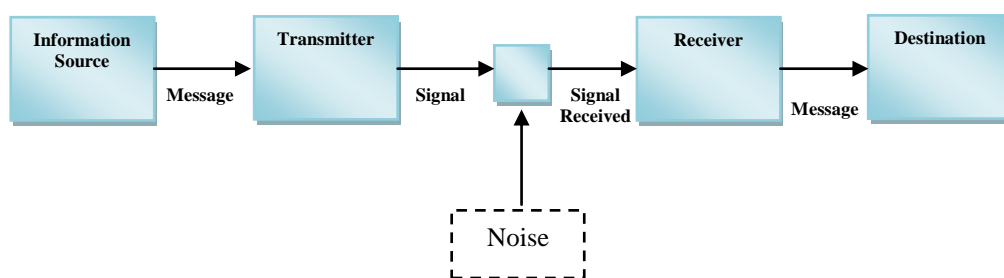 Information
Source
Message
Transmitter
Signal
Signal
Received
Receiver
Message
Destination
Noise